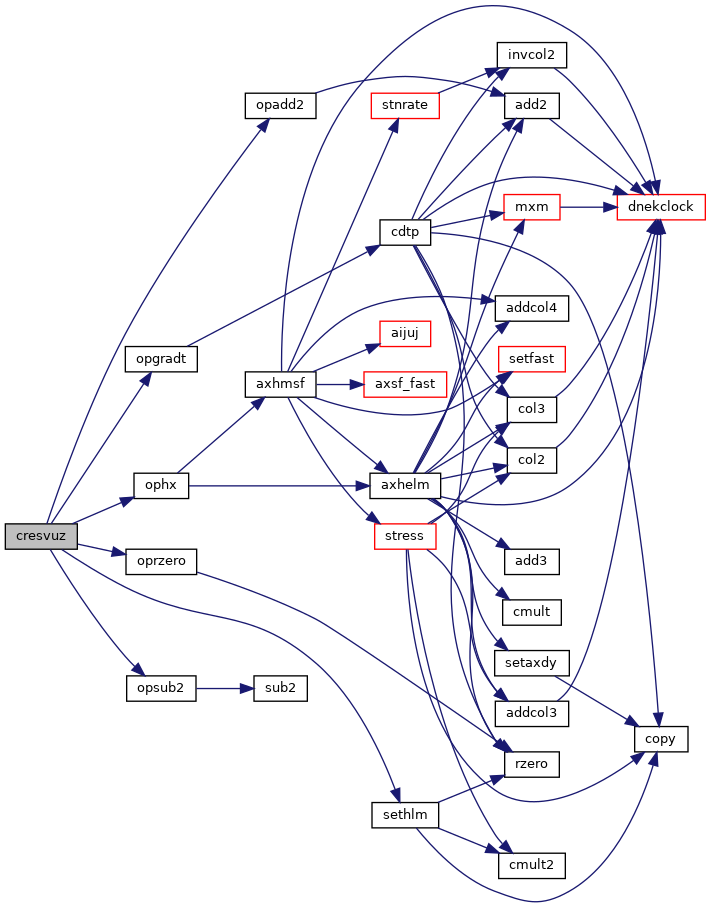 invcol2
opadd2
stnrate
add2
mxm
dnekclock
cdtp
addcol4
aijuj
opgradt
setfast
axhmsf
axsf_fast
col3
col2
ophx
axhelm
cresvuz
stress
oprzero
add3
cmult
setaxdy
opsub2
sub2
addcol3
copy
rzero
sethlm
cmult2